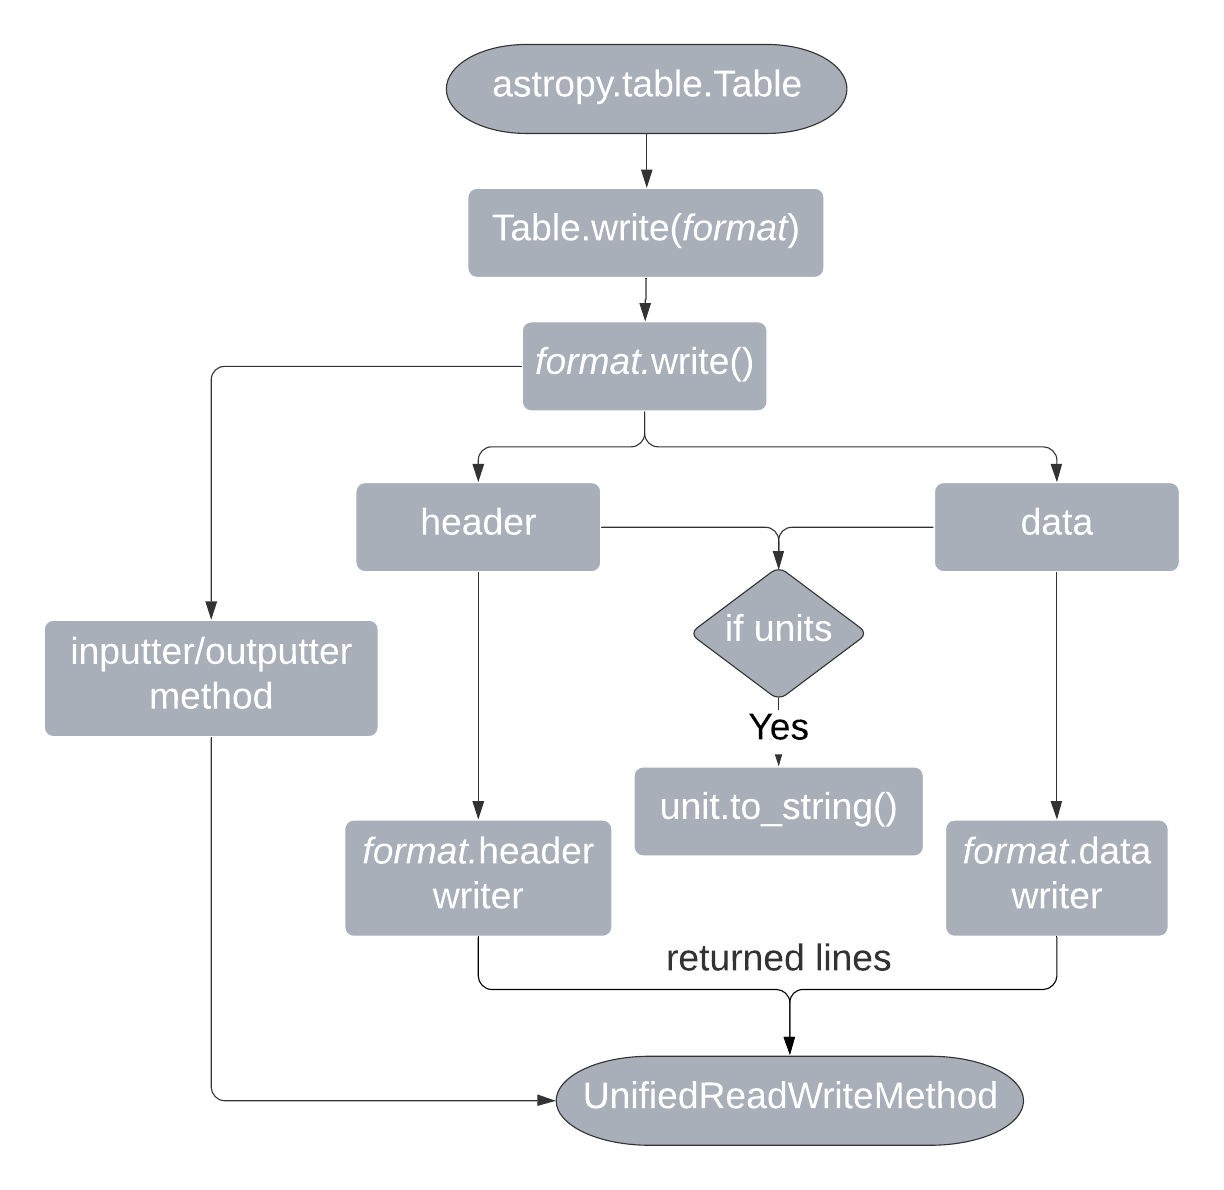 astropy.table.Table
Table.write(format)
format.write()
header
data
if units
inputter/outputter
method
Yes
unit.to_string()
format.header
writer
format.data
writer
returned lines
UnifiedReadWriteMethod